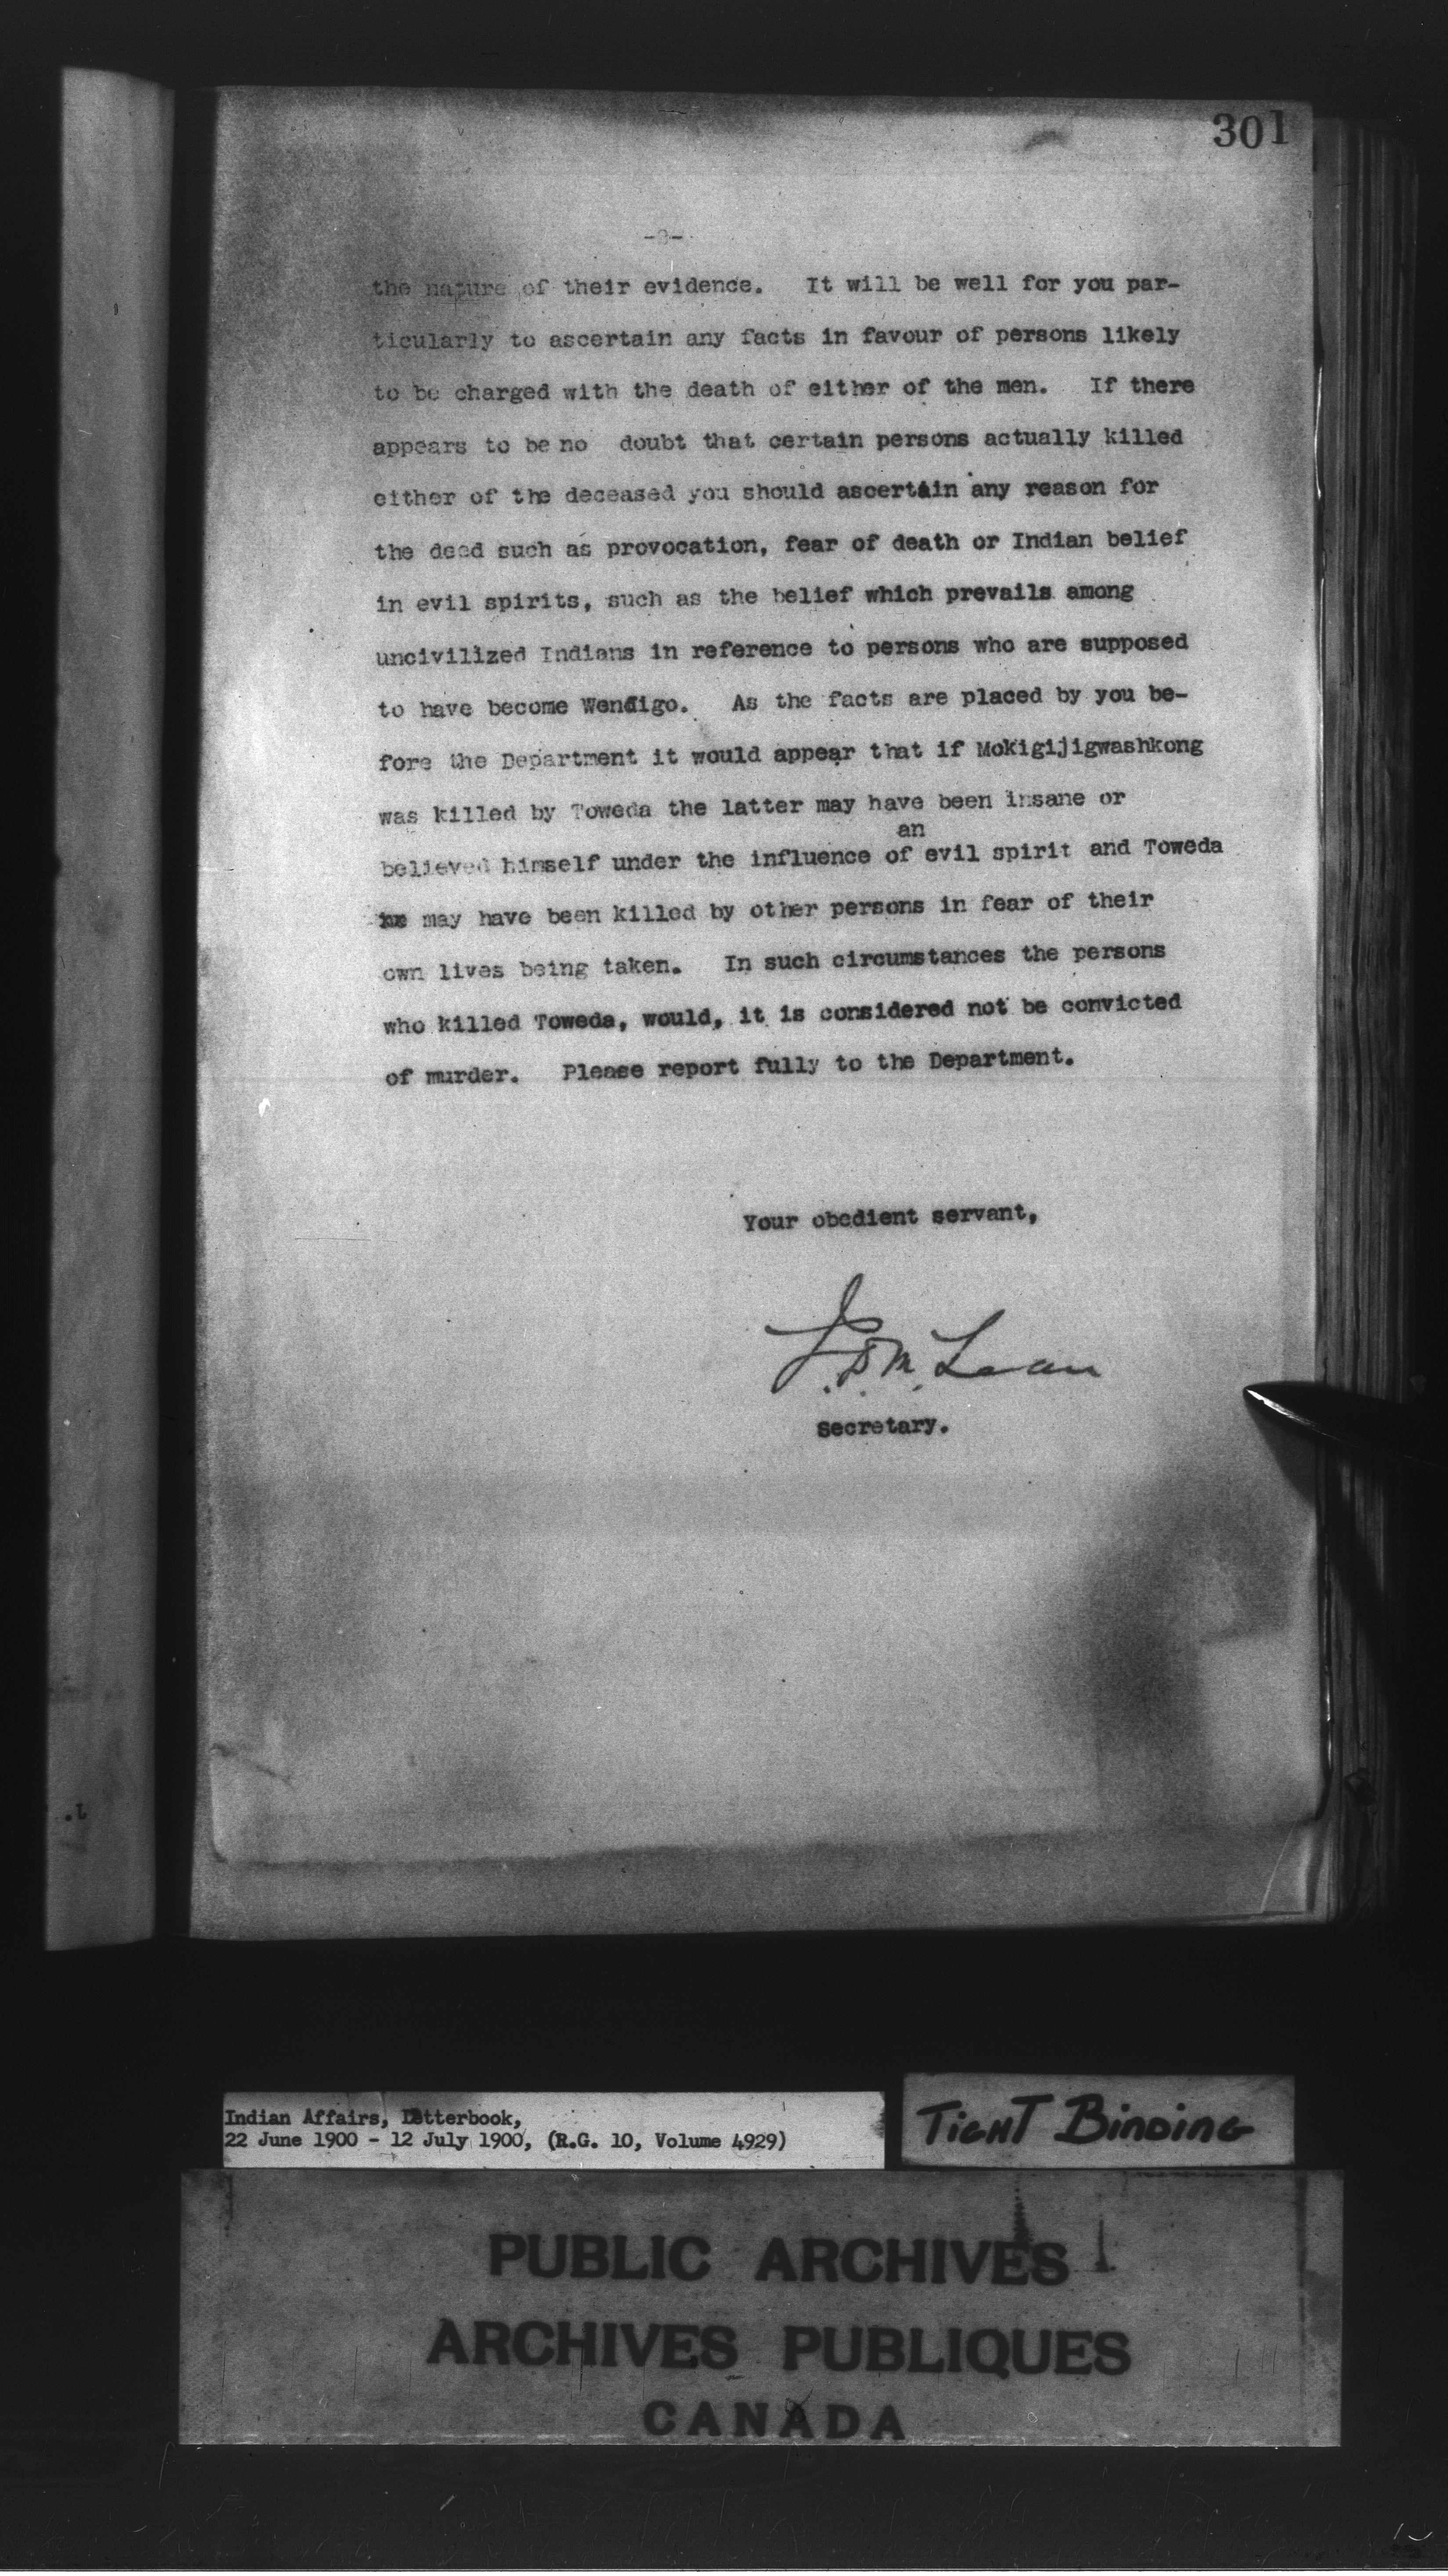 301
the nature of their evidence. It will be well for you par-
ticularly to ascertain any facts in favour of persons likely
to be charged with the death of either of the men. If there
appears to be no doubt that certain persons actually killed
either of the deceased you should ascertain any reason for
the deed such as provocation, fear of death or Indian belief
in evil spirits, such as the belief which prevails among
uncivilized Indians in reference to persons who are supposed
to have become Wendigo. As the facts are placed by you be-
fore the Department it would appear that if Mokigijigwashkong
was killed by Toweda the latter may have been insane or
an
believed himself under the influence of evil spirit and Toweda
may have been killed by other persons in fear of their
own lives being taken. In such circumstances the persons
who killed Toweda, would, it is considered not be convicted
of murder. Please report fully to the Department.
Your obedient servant,
J.D.M. Lean
Secretary.
Indian Affairs, Letterbook,
22 June 1900 - 12 July 1900, (R.G. 10, Volume 4929)
TIGHT BINDING
PUBLIC ARCHIVES
ARCHIVES PUBLIQUES
CANADA